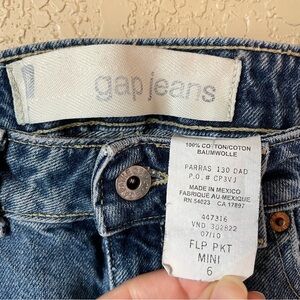 gap jeans
100% COTTON/COTTON
BAUMWOLLE
PARRAS 130 DAD
P.O.# CP3VJ
MADE IN MEXICO
FABRIQUE AU MEXIQUE
RN 54023 CA 17897
447316
VND 302822
07/10
FLP PKT
MINI
6